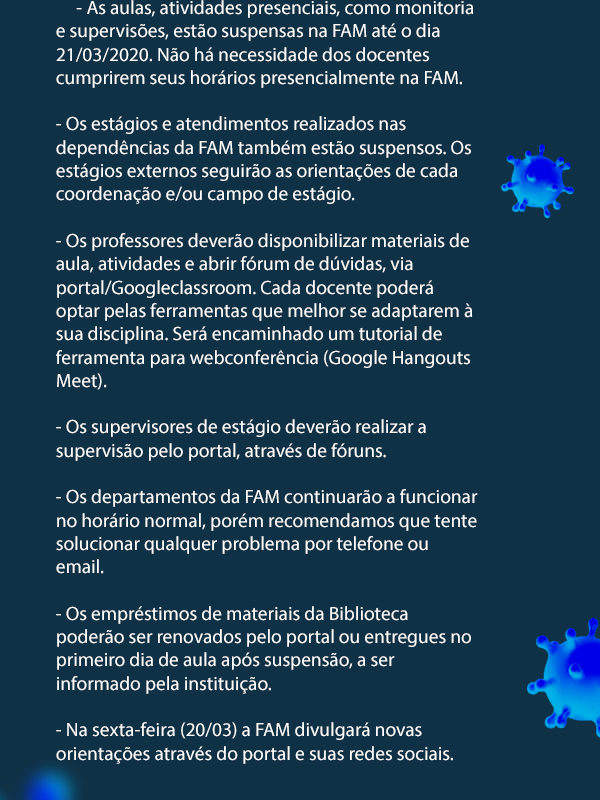 - As aulas, atividades presenciais, como monitoria
e supervisões, estão suspensas na FAM até o dia
21/03/2020. Não há necessidade dos docentes
cumprirem seus horários presencialmente na FAM.
- Os estágios e atendimentos realizados nas
dependências da FAM também estão suspensos. Os
estágios externos seguirão as orientações de cada
coordenação e/ou campo de estágio.
- Os professores deverão disponibilizar materiais de
aula, atividades e abrir fórum de dúvidas, via
portal/Googleclassroom. Cada docente poderá
optar pelas ferramentas que melhor se adaptarem à
sua disciplina. Será encaminhado um tutorial de
ferramenta para webconferência (Google Hangouts
Meet).
- Os supervisores de estágio deverão realizar a
supervisão pelo portal, através de fóruns.
- Os departamentos da FAM continuarão a funcionar
no horário normal, porém recomendamos que tente
solucionar qualquer problema por telefone ou
email.
- Os empréstimos de materiais da Biblioteca
poderão ser renovados pelo portal ou entregues no
primeiro dia de aula após suspensão, a ser
informado pela instituição.
- Na sexta-feira (20/03) a FAM divulgará novas
orientações através do portal e suas redes sociais.